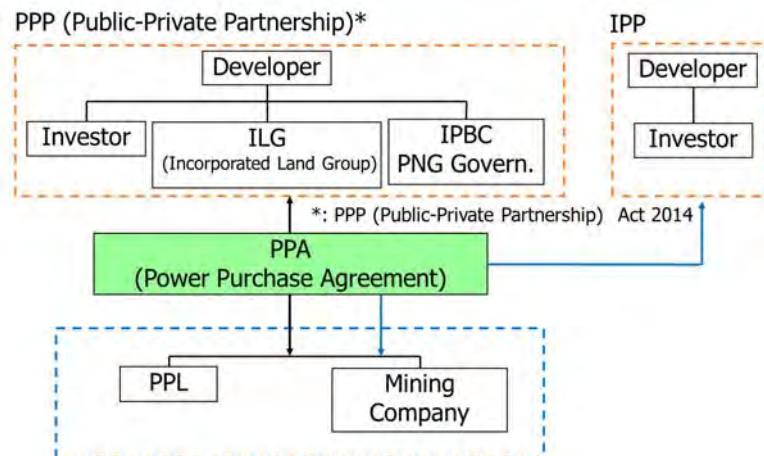 PPP (Public-Private Partnership)*
IPP
Developer
Developer
Investor
ILG
(Incorporated Land Group)
IPBC
PNG Govern.
Investor
*: PPP (Public-Private Partnership) Act 2014
PPA
(Power Purchase Agreement)
PPL
Mining
Company